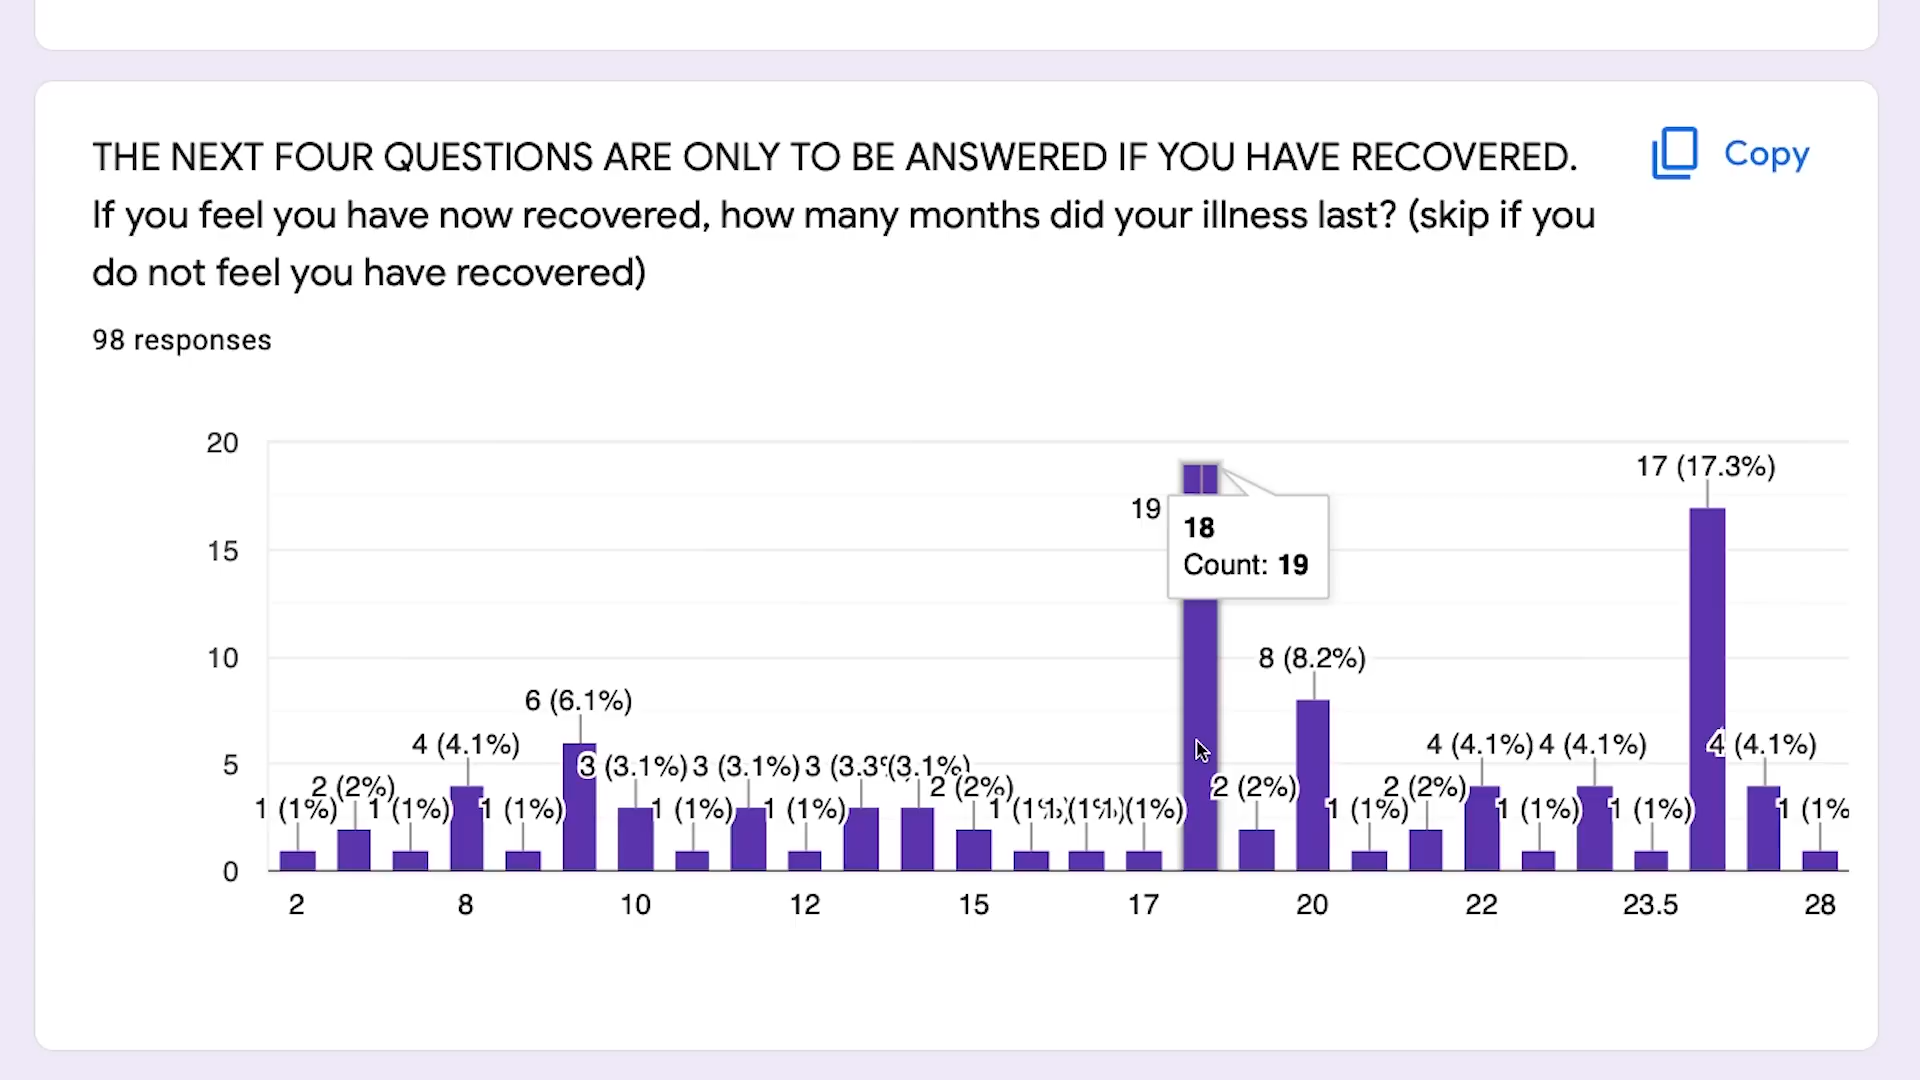 THE NEXT FOUR QUESTIONS ARE ONLY TO BE ANSWERED IF YOU HAVE RECOVERED.
Copy
If you feel you have now recovered, how many months did your illness last? (skip if you
do not feel you have recovered)
98 responses
20
17 (17.3%)
19
18
Count: 19
15
10
8 (8.2%)
6 (6.1%)
4 (4.1%)
4 (4.1%) 4 (4.1%) 4 (4.1%)
5
3 (3.1%) 3 (3.1%) 3 (3.1%)
2 (2%) 2 (2%) 2 (2%) 2 (2%)
1 (1%) 1 (1%) 1 (1%) 1 (1%) 1 (1%) (1%) 1 (1%) 1 (1%) 1 (1%) 1 (1%
0
2 8 10 12 15 17 20 22 23.5 28